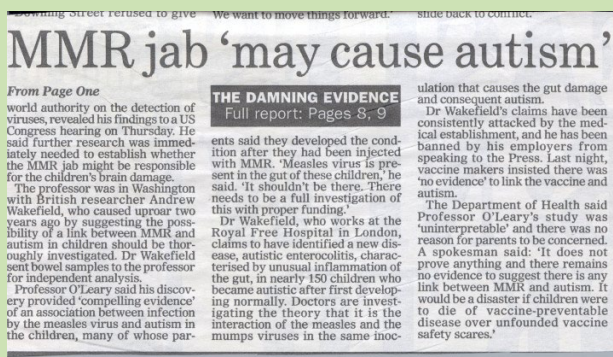 Downing Street refused to give
We want to move things forward.'
slide back to conflict.
MMR jab 'may cause autism'
From Page One
world authority on the detection of
viruses, revealed his findings to a US
Congress hearing on Thursday. He
said further research was immed-
iately needed to establish whether
the MMR jab might be responsible
for the children's brain damage.
The professor was in Washington
with British researcher Andrew
Wakefield, who caused uproar two
years ago by suggesting the poss-
ibility of a link between MMR and
autism in children should be thor-
oughly investigated. Dr Wakefield
sent bowel samples to the professor
for independent analysis.
Professor O'Leary said his discov-
ery provided 'compelling evidence'
of an association between infection
by the measles virus and autism in
the children, many of whose par-
THE DAMNING EVIDENCE
Full report: Pages 8, 9
ents said they developed the cond-
ition after they had been injected
with MMR. 'Measles virus is pre-
sent in the gut of these children,' he
said. 'It shouldn't be there. There
needs to be a full investigation of
this with proper funding.'
Dr Wakefield, who works at the
Royal Free Hospital in London,
claims to have identified a new dis-
ease, autistic enterocolitis, charac-
terised by unusual inflammation of
the gut, in nearly 150 children who
became autistic after first develop-
ing normally. Doctors are invest-
igating the theory that it is the
interaction of the measles and the
mumps viruses in the same inoc-
ulation that causes the gut damage
and consequent autism.
Dr Wakefield's claims have been
consistently attacked by the med-
ical establishment, and he has been
banned by his employers from
speaking to the Press. Last night,
vaccine makers insisted there was
'no evidence' to link the vaccine and
autism.
The Department of Health said
Professor O'Leary's study was
'uninterpretable' and there was no
reason for parents to be concerned.
A spokesman said: 'It does not
prove anything and there remains
no evidence to suggest there is any
link between MMR and autism. It
would be a disaster if children were
to die of vaccine-preventable
disease over unfounded vaccine
safety scares.'